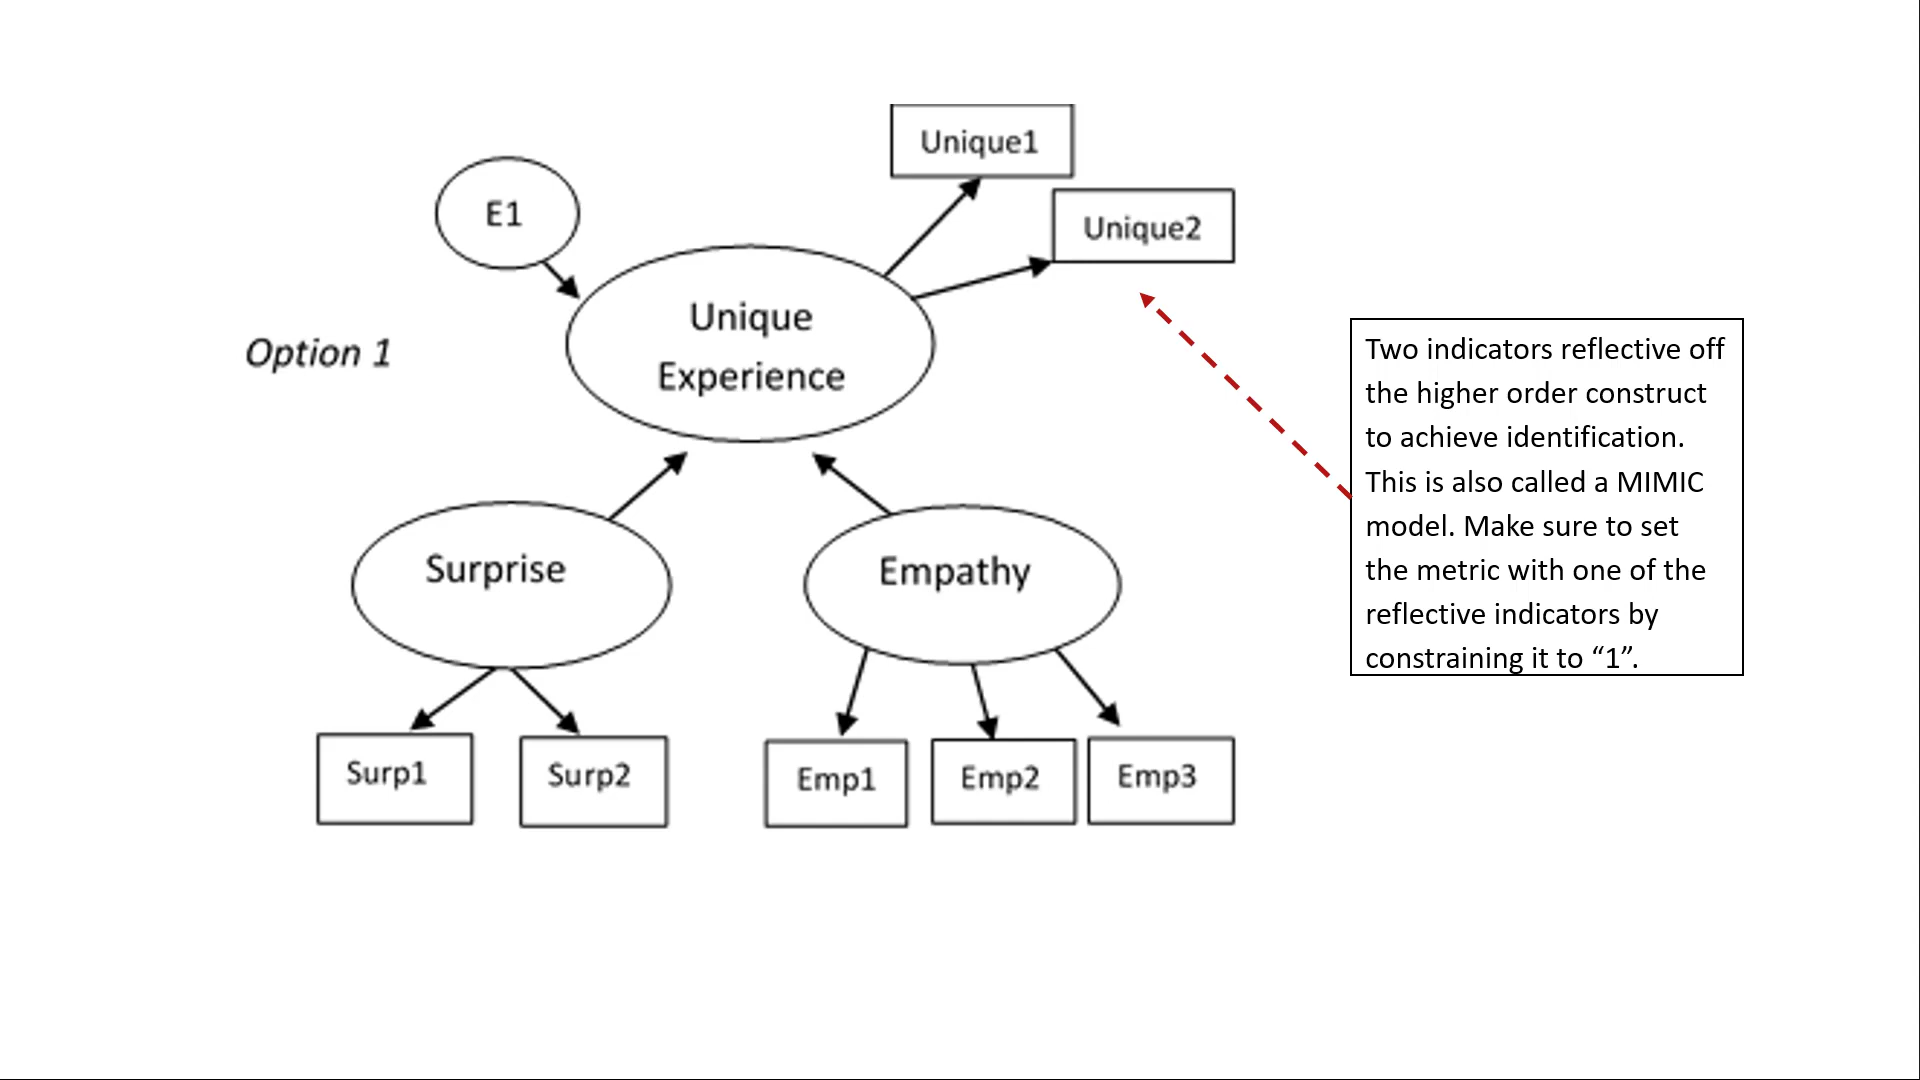 Unique1
E1
Unique2
Unique
Experience
Option 1
Two indicators reflective off
the higher order construct
to achieve identification.
This is also called a MIMIC
model. Make sure to set
the metric with one of the
reflective indicators by
constraining it to “1”.
Surprise
Empathy
Surp1
Surp2
Emp1
Emp2
Emp3